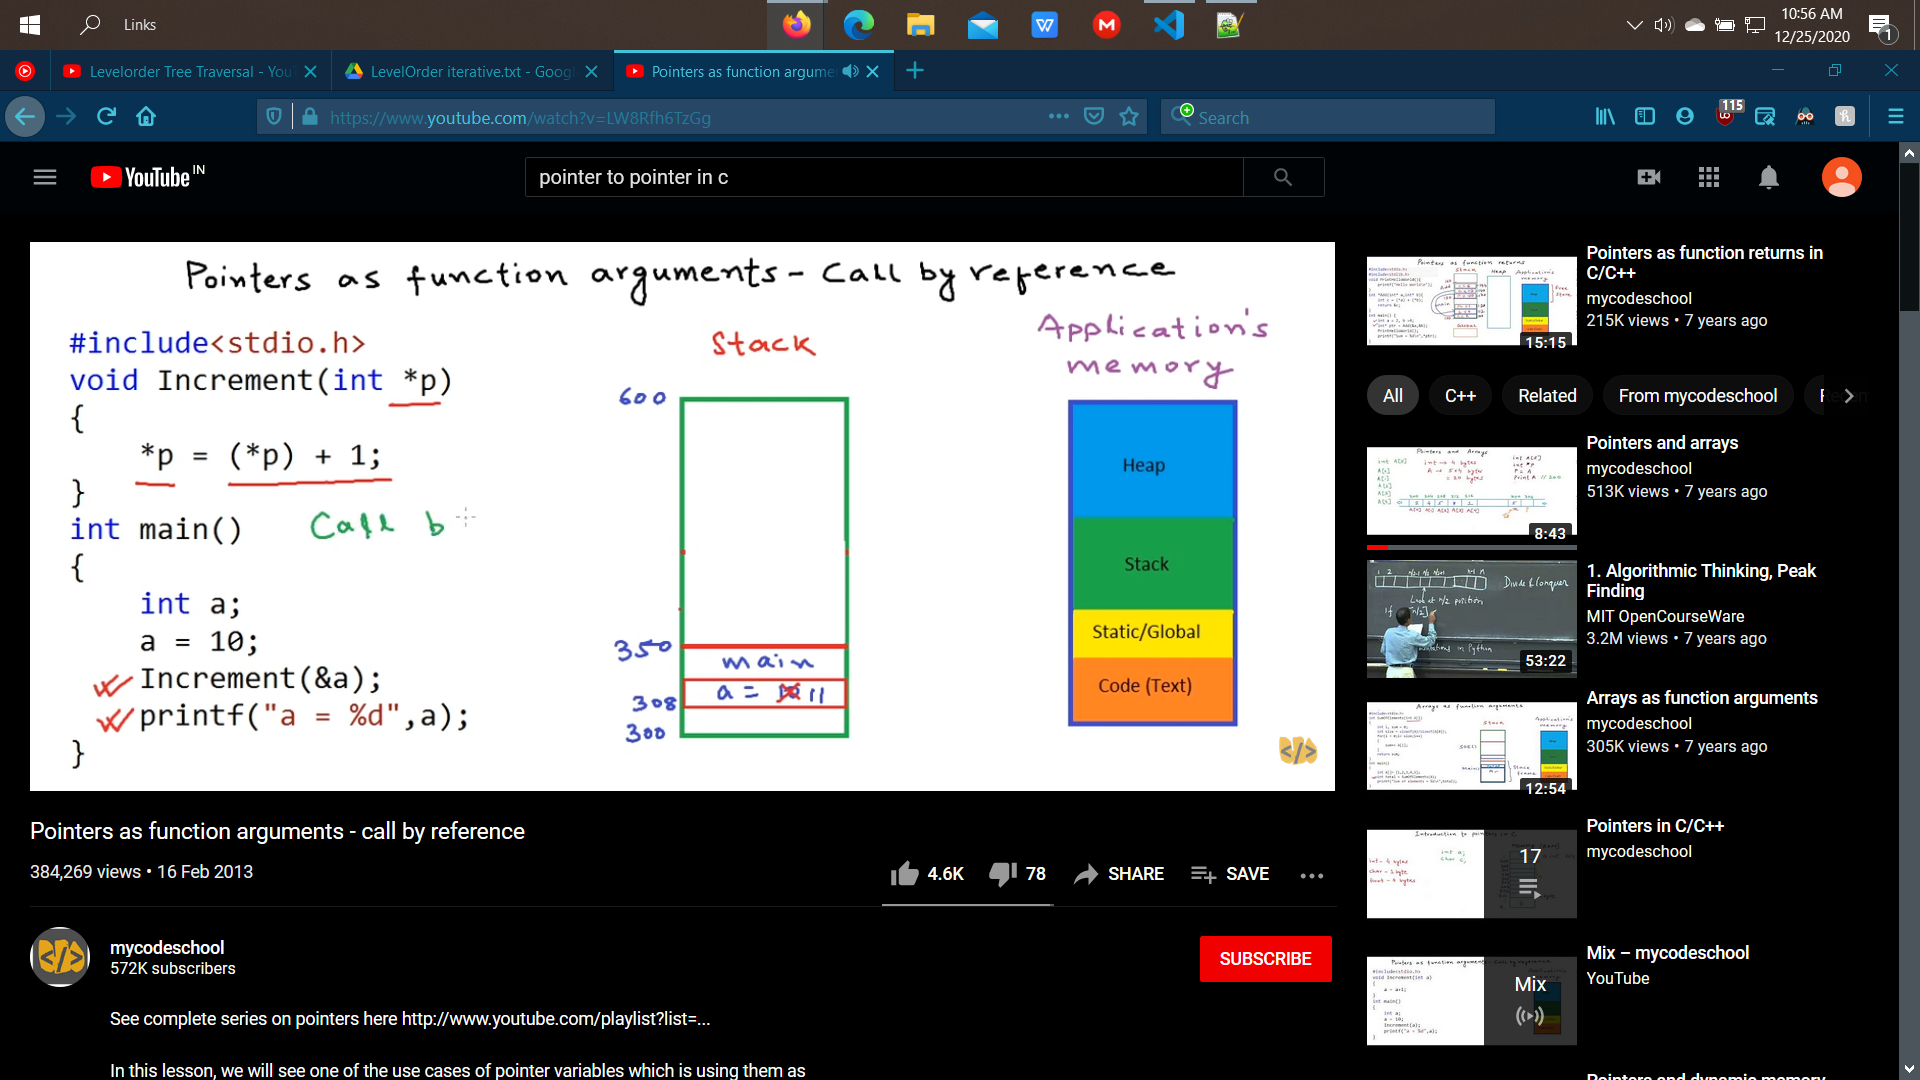 Links
10:56 AM
12/25/2020
1
Levelorder Tree Traversal - You
LevelOrder iterative.txt - Goog
Pointers as function argume
https://www.youtube.com/watch?v=LW8Rfh6TzGg
Search
115
YouTube IN
pointer to pointer in c
Pointers as function arguments - Call by reference
#include<stdio.h>
void Increment(int *p)
{
*p = (*p) + 1;
}
int main()
Call b
{
int a;
a = 10;
Increment(&a);
printf("a = %d",a);
}
Stack
600
350
main
308
a = 10 11
300
Application's
memory
Heap
Stack
Static/Global
Code (Text)
Pointers as function arguments - call by reference
384,269 views • 16 Feb 2013
4.6K
78
SHARE
SAVE
mycodeschool
572K subscribers
SUBSCRIBE
See complete series on pointers here http://www.youtube.com/playlist?list=...
In this lesson, we will see one of the use cases of pointer variables which is using them as
15:15
Pointers as function returns in
C/C++
mycodeschool
215K views • 7 years ago
All
C++
Related
From mycodeschool
8:43
Pointers and arrays
mycodeschool
513K views • 7 years ago
53:22
1. Algorithmic Thinking, Peak
Finding
MIT OpenCourseWare
3.2M views • 7 years ago
12:54
Arrays as function arguments
mycodeschool
305K views • 7 years ago
17
Pointers in C/C++
mycodeschool
Mix
Mix – mycodeschool
YouTube
Pointers and dynamic memory